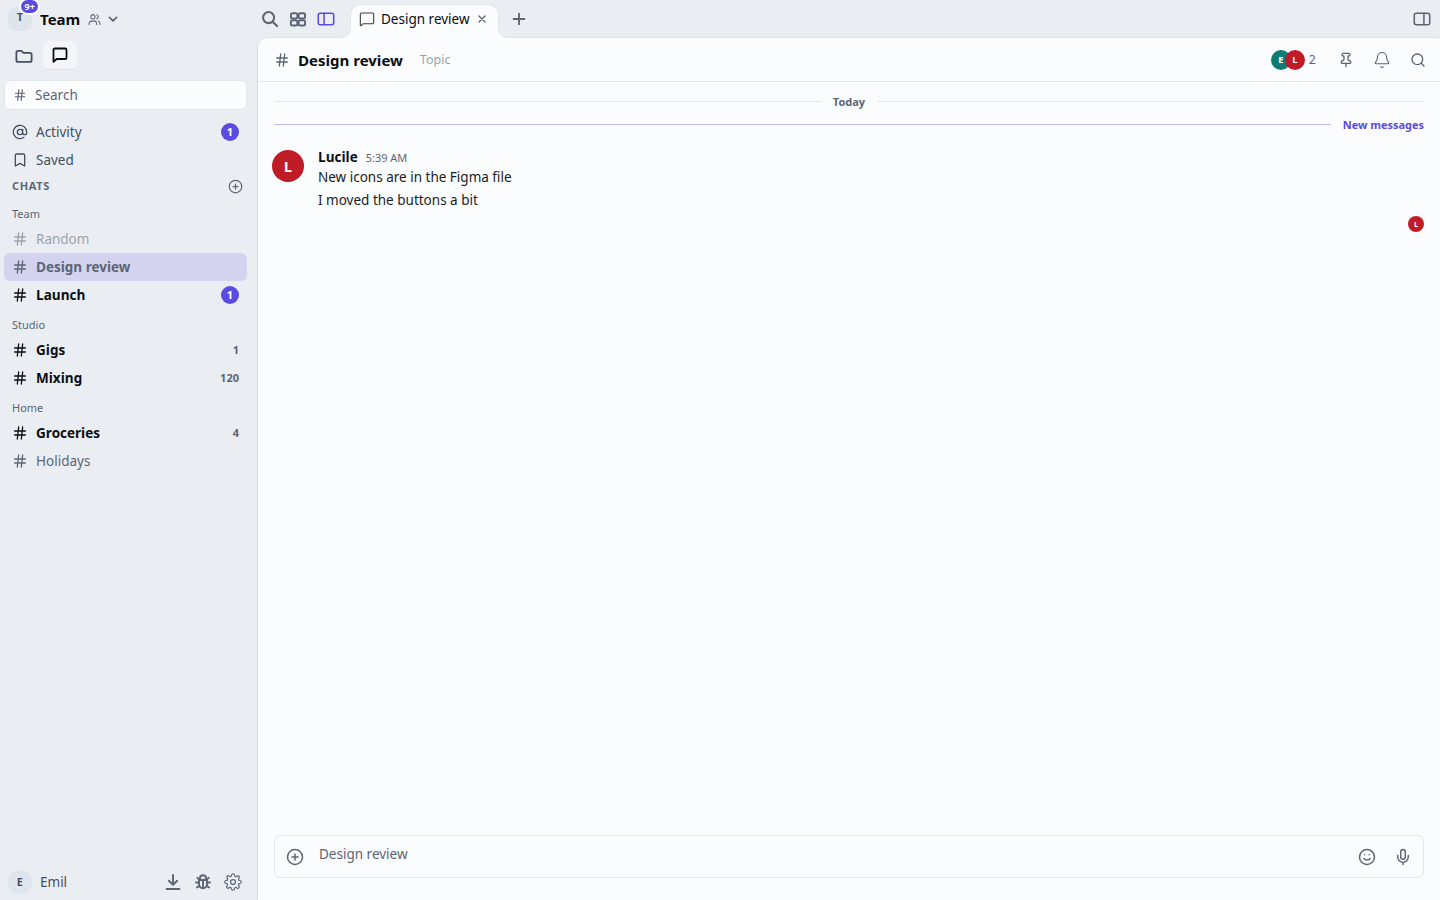 9+
T
Team
Design review
Search
Activity
1
Saved
CHATS
Team
Random
Design review
Launch
1
Studio
Gigs
1
Mixing
120
Home
Groceries
4
Holidays
E
Emil
Design review
Topic
E
L
2
Today
New messages
L
Lucile 5:39 AM
New icons are in the Figma file
I moved the buttons a bit
L
Design review